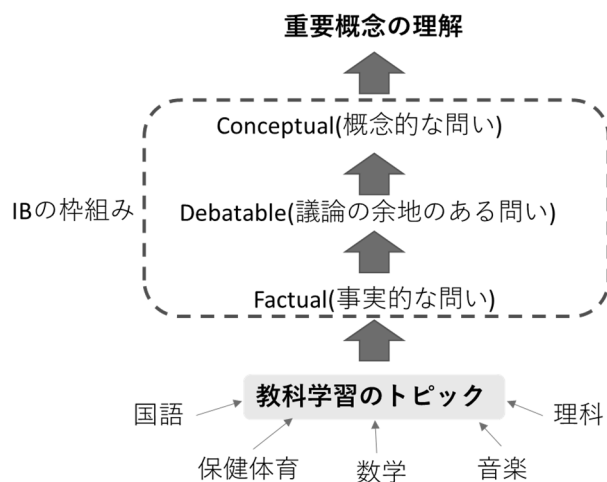 重要概念の理解
Conceptual(概念的な問い)
IBの枠組み
Debatable(議論の余地のある問い)
Factual(事実的な問い)
教科学習のトピック
国語
理科
保健体育
数学
音楽